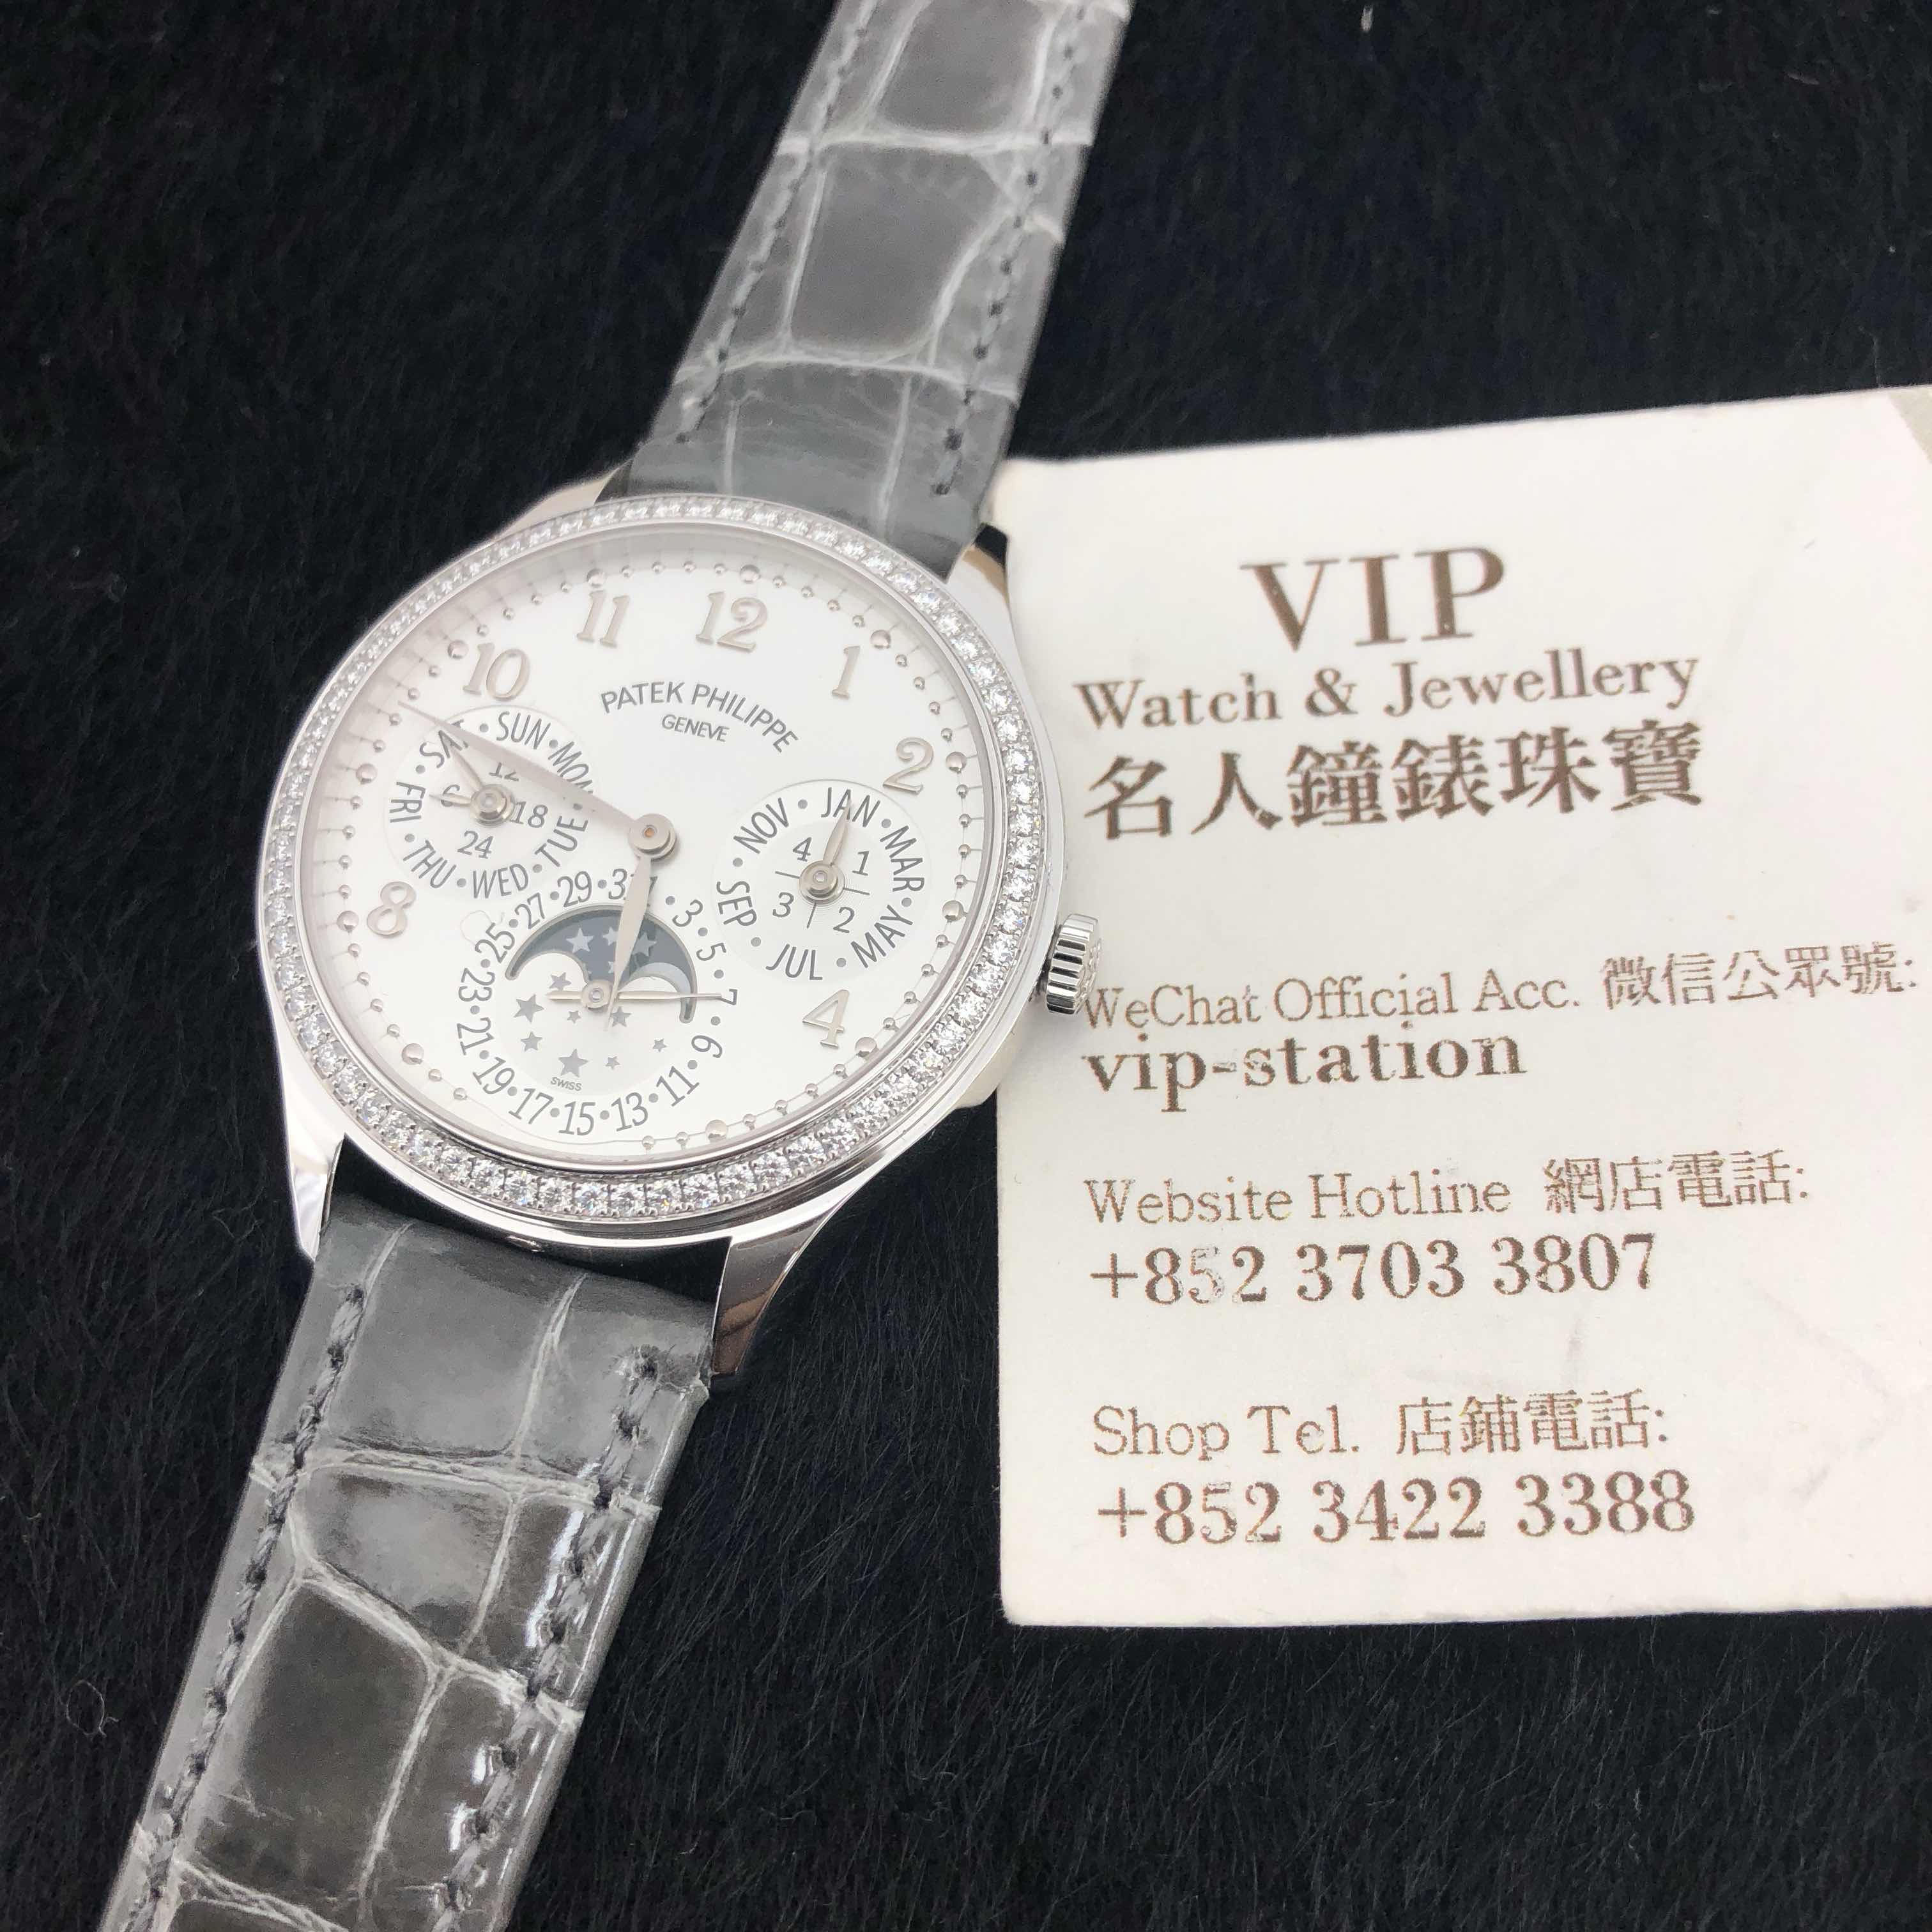 11 12 1
10 2
PATEK PHILIPPE
GENEVE
8 4
SUN MON TUE WED THU FRI SAT
12 18 24
JAN MAR MAY JUL SEP NOV
1 2 3 4
3 5 7 9 11 13 15 17 19 21 23 25 27 29
SWISS
VIP
Watch & Jewellery
名人鐘錶珠寶
WeChat Official Acc. 微信公眾號:
vip-station
Website Hotline 網店電話:
+852 3703 3807
Shop Tel. 店鋪電話:
+852 3422 3388